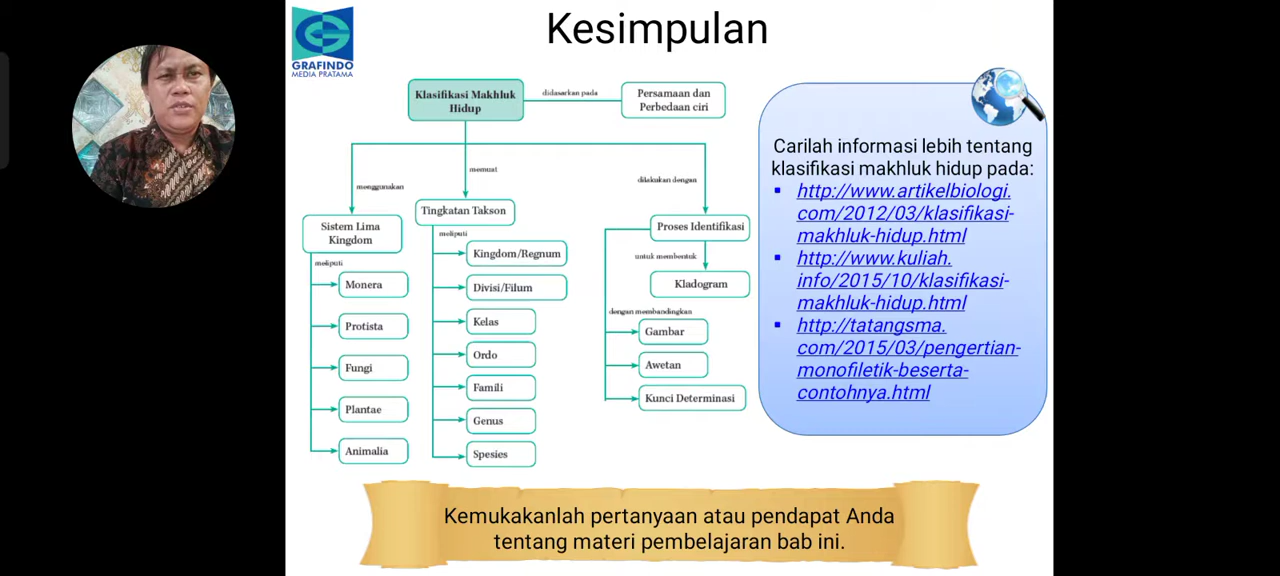 Kesimpulan
GRAFINDO
MEDIA PRATAMA
Klasifikasi Makhluk
Hidup
didasarkan pada
Persamaan dan
Perbedaan ciri
menggunakan
memuat
dilakukan dengan
Sistem Lima
Kingdom
meliputi
Monera
Protista
Fungi
Plantae
Animalia
Tingkatan Takson
meliputi
Kingdom/Regnum
Divisi/Filum
Kelas
Ordo
Famili
Genus
Spesies
Proses Identifikasi
untuk membentuk
Kladogram
dengan membandingkan
Gambar
Awetan
Kunci Determinasi
Carilah informasi lebih tentang
klasifikasi makhluk hidup pada:
▪ http://www.artikelbiologi.
com/2012/03/klasifikasi-
makhluk-hidup.html
▪ http://www.kuliah.
info/2015/10/klasifikasi-
makhluk-hidup.html
▪ http://tatangsma.
com/2015/03/pengertian-
monofiletik-beserta-
contohnya.html
Kemukakanlah pertanyaan atau pendapat Anda
tentang materi pembelajaran bab ini.